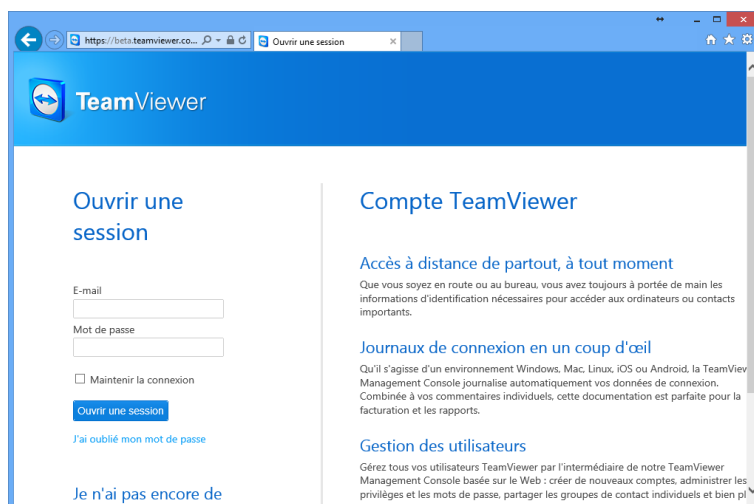 https://beta.teamviewer.co...
Ouvrir une session
TeamViewer
Ouvrir une
session
E-mail
Mot de passe
Maintenir la connexion
Ouvrir une session
J'ai oublié mon mot de passe
Je n'ai pas encore de
Compte TeamViewer
Accès à distance de partout, à tout moment
Que vous soyez en route ou au bureau, vous avez toujours à portée de main les
informations d'identification nécessaires pour accéder aux ordinateurs ou contacts
importants.
Journaux de connexion en un coup d'œil
Qu'il s'agisse d'un environnement Windows, Mac, Linux, iOS ou Android, la TeamView
Management Console journalise automatiquement vos données de connexion.
Combinée à vos commentaires individuels, cette documentation est parfaite pour la
facturation et les rapports.
Gestion des utilisateurs
Gérez tous vos utilisateurs TeamViewer par l'intermédiaire de notre TeamViewer
Management Console basée sur le Web : créer de nouveaux comptes, administrer les
privilèges et les mots de passe, partager les groupes de contact individuels et bien pl